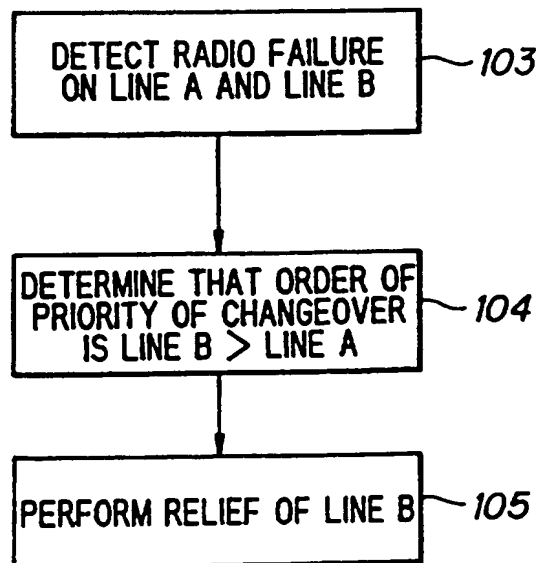 DETECT RADIO FAILURE
ON LINE A AND LINE B
103
DETERMINE THAT ORDER OF
PRIORITY OF CHANGEOVER
IS LINE B > LINE A
104
PERFORM RELIEF OF LINE B
105